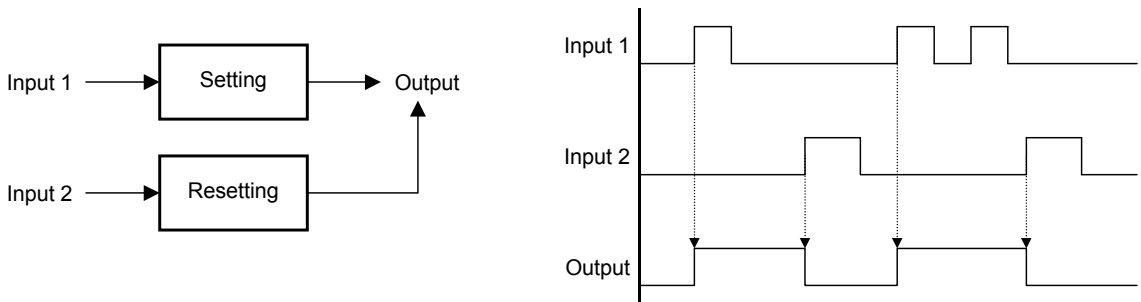 Input 1
Setting
Output
Input 2
Resetting
Input 1
Input 2
Output